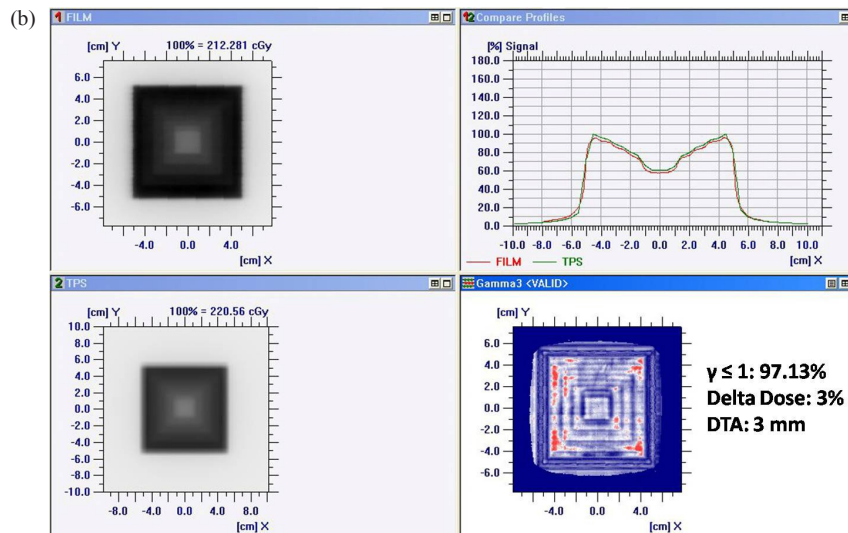 (b)
1 FILM
[cm] Y 100% = 212.281 cGy
6.0
4.0
2.0
0.0
-2.0
-4.0
-6.0
-4.0 0.0 4.0
[cm] X
12 Compare Profiles
[%] Signal
180.0
160.0
140.0
120.0
100.0
80.0
60.0
40.0
20.0
0.0
-10.0 -8.0 -6.0 -4.0 -2.0 0.0 2.0 4.0 6.0 8.0 10.0
FILM TPS [cm] X
2 TPS
[cm] Y 100% = 220.56 cGy
10.0
8.0
6.0
4.0
2.0
0.0
-2.0
-4.0
-6.0
-8.0
-10.0
-8.0 -4.0 0.0 4.0 8.0
[cm] X
Gamma3 <VALID>
[cm] Y
6.0
4.0
2.0
0.0
-2.0
-4.0
-6.0
-4.0 0.0 4.0
[cm] X
γ ≤ 1: 97.13%
Delta Dose: 3%
DTA: 3 mm